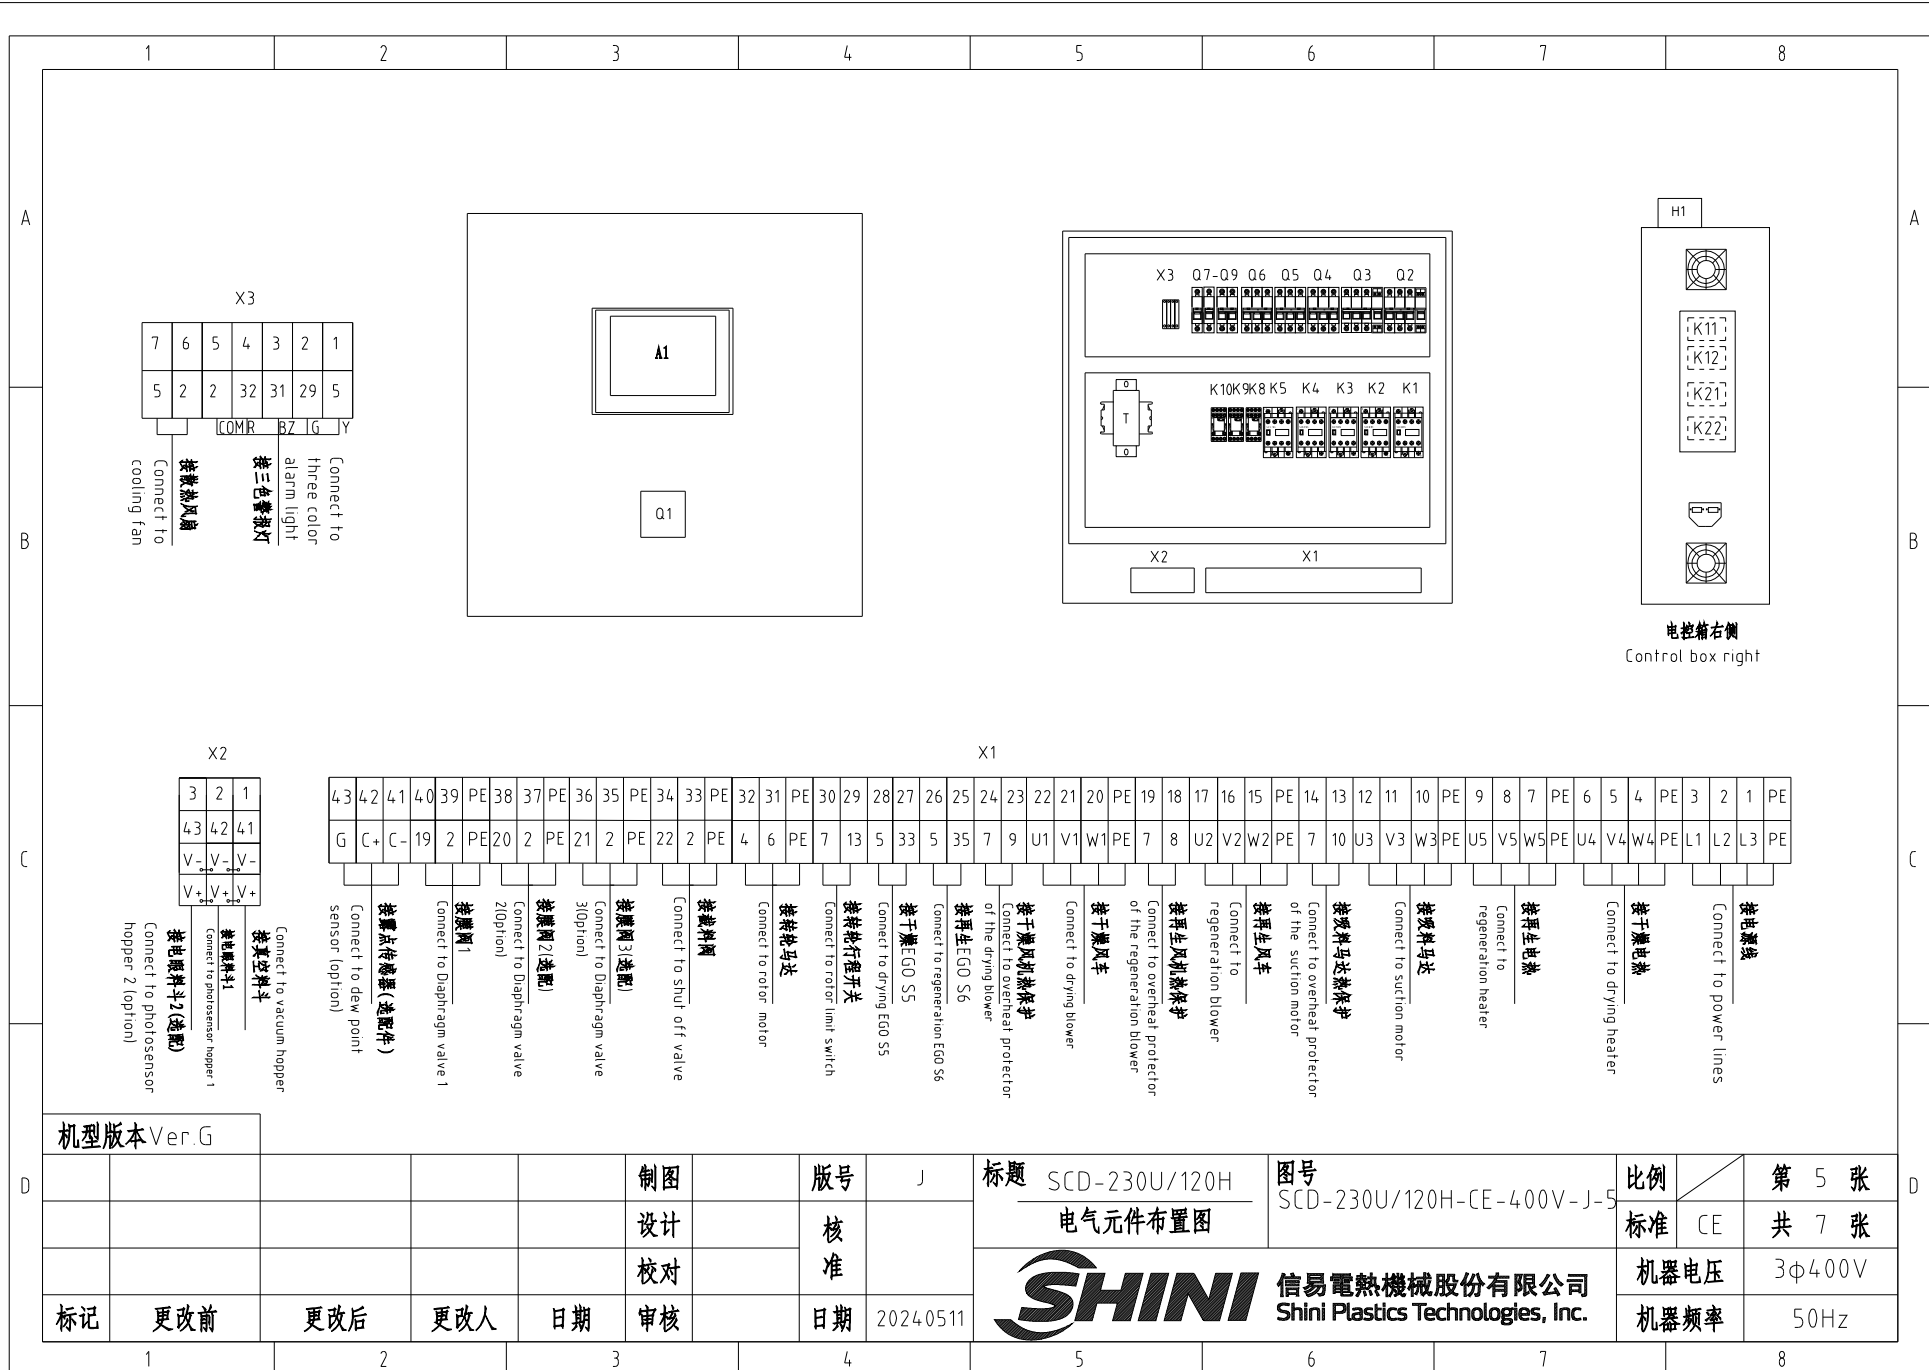 1 2 3 4 5 6 7 8
A
A
H1
X3 Q7-Q9 Q6 Q5 Q4 Q3 Q2
X3
K11
K12
K21
K22
7 6 5 4 3 2 1
5 2 2 32 31 29 5
COM R BZ G Y
A1
K10 K9 K8 K5 K4 K3 K2 K1
T
接散热风扇
Connect to
cooling fan
接三色警报灯
Connect to
three color
alarm light
Q1
B
B
X2 X1
电控箱右侧
Control box right
X2
3 2 1
43 42 41
V- V- V-
V+ V+ V+
接真空料斗
Connect to vacuum hopper
接电眼料斗1
Connect to photosensor hopper 1
接电眼料斗2(选配)
Connect to photosensor
hopper 2 (option)
X1
43 42 41 40 39 PE 38 37 PE 36 35 PE 34 33 PE 32 31 PE 30 29 28 27 26 25 24 23 22 21 20 PE 19 18 17 16 15 PE 14 13 12 11 10 PE 9 8 7 PE 6 5 4 PE 3 2 1 PE
G C+ C- 19 2 PE 20 2 PE 21 2 PE 22 2 PE 4 6 PE 7 13 5 33 5 35 7 9 U1 V1 W1 PE 7 8 U2 V2 W2 PE 7 10 U3 V3 W3 PE U5 V5 W5 PE U4 V4 W4 PE L1 L2 L3 PE
C
C
接露点传感器(选配件)
Connect to dew point
sensor (option)
接膜阀1
Connect to Diaphragm valve 1
接膜阀2(选配)
Connect to Diaphragm valve
2(Option)
接膜阀3(选配)
Connect to Diaphragm valve
3(Option)
接截料阀
Connect to shut off valve
接转轮马达
Connect to rotor motor
接转轮行程开关
Connect to rotor limit switch
接干燥EGO S5
Connect to drying EGO S5
接再生EGO S6
Connect to regeneration EGO S6
接干燥风机热保护
Connect to overheat protector
of the drying blower
接干燥风车
Connect to drying blower
接再生风机热保护
Connect to overheat protector
of the regeneration blower
接再生风车
Connect to
regeneration blower
接吸料马达热保护
Connect to overheat protector
of the suction motor
接吸料马达
Connect to suction motor
接再生电热
Connect to
regeneration heater
接干燥电热
Connect to drying heater
接电源线
Connect to power lines
机型版本Ver.G
D
D
制图 版号 J
标题 SCD-230U/120H
电气元件布置图
图号
SCD-230U/120H-CE-400V-J-5
比例 第 5 张
设计 核准
标准 CE 共 7 张
校对
机器电压 3φ400V
标记 更改前 更改后 更改人 日期 审核 日期 20240511
SHINI
信易電熱機械股份有限公司
Shini Plastics Technologies, Inc.
机器频率 50Hz
1 2 3 4 5 6 7 8